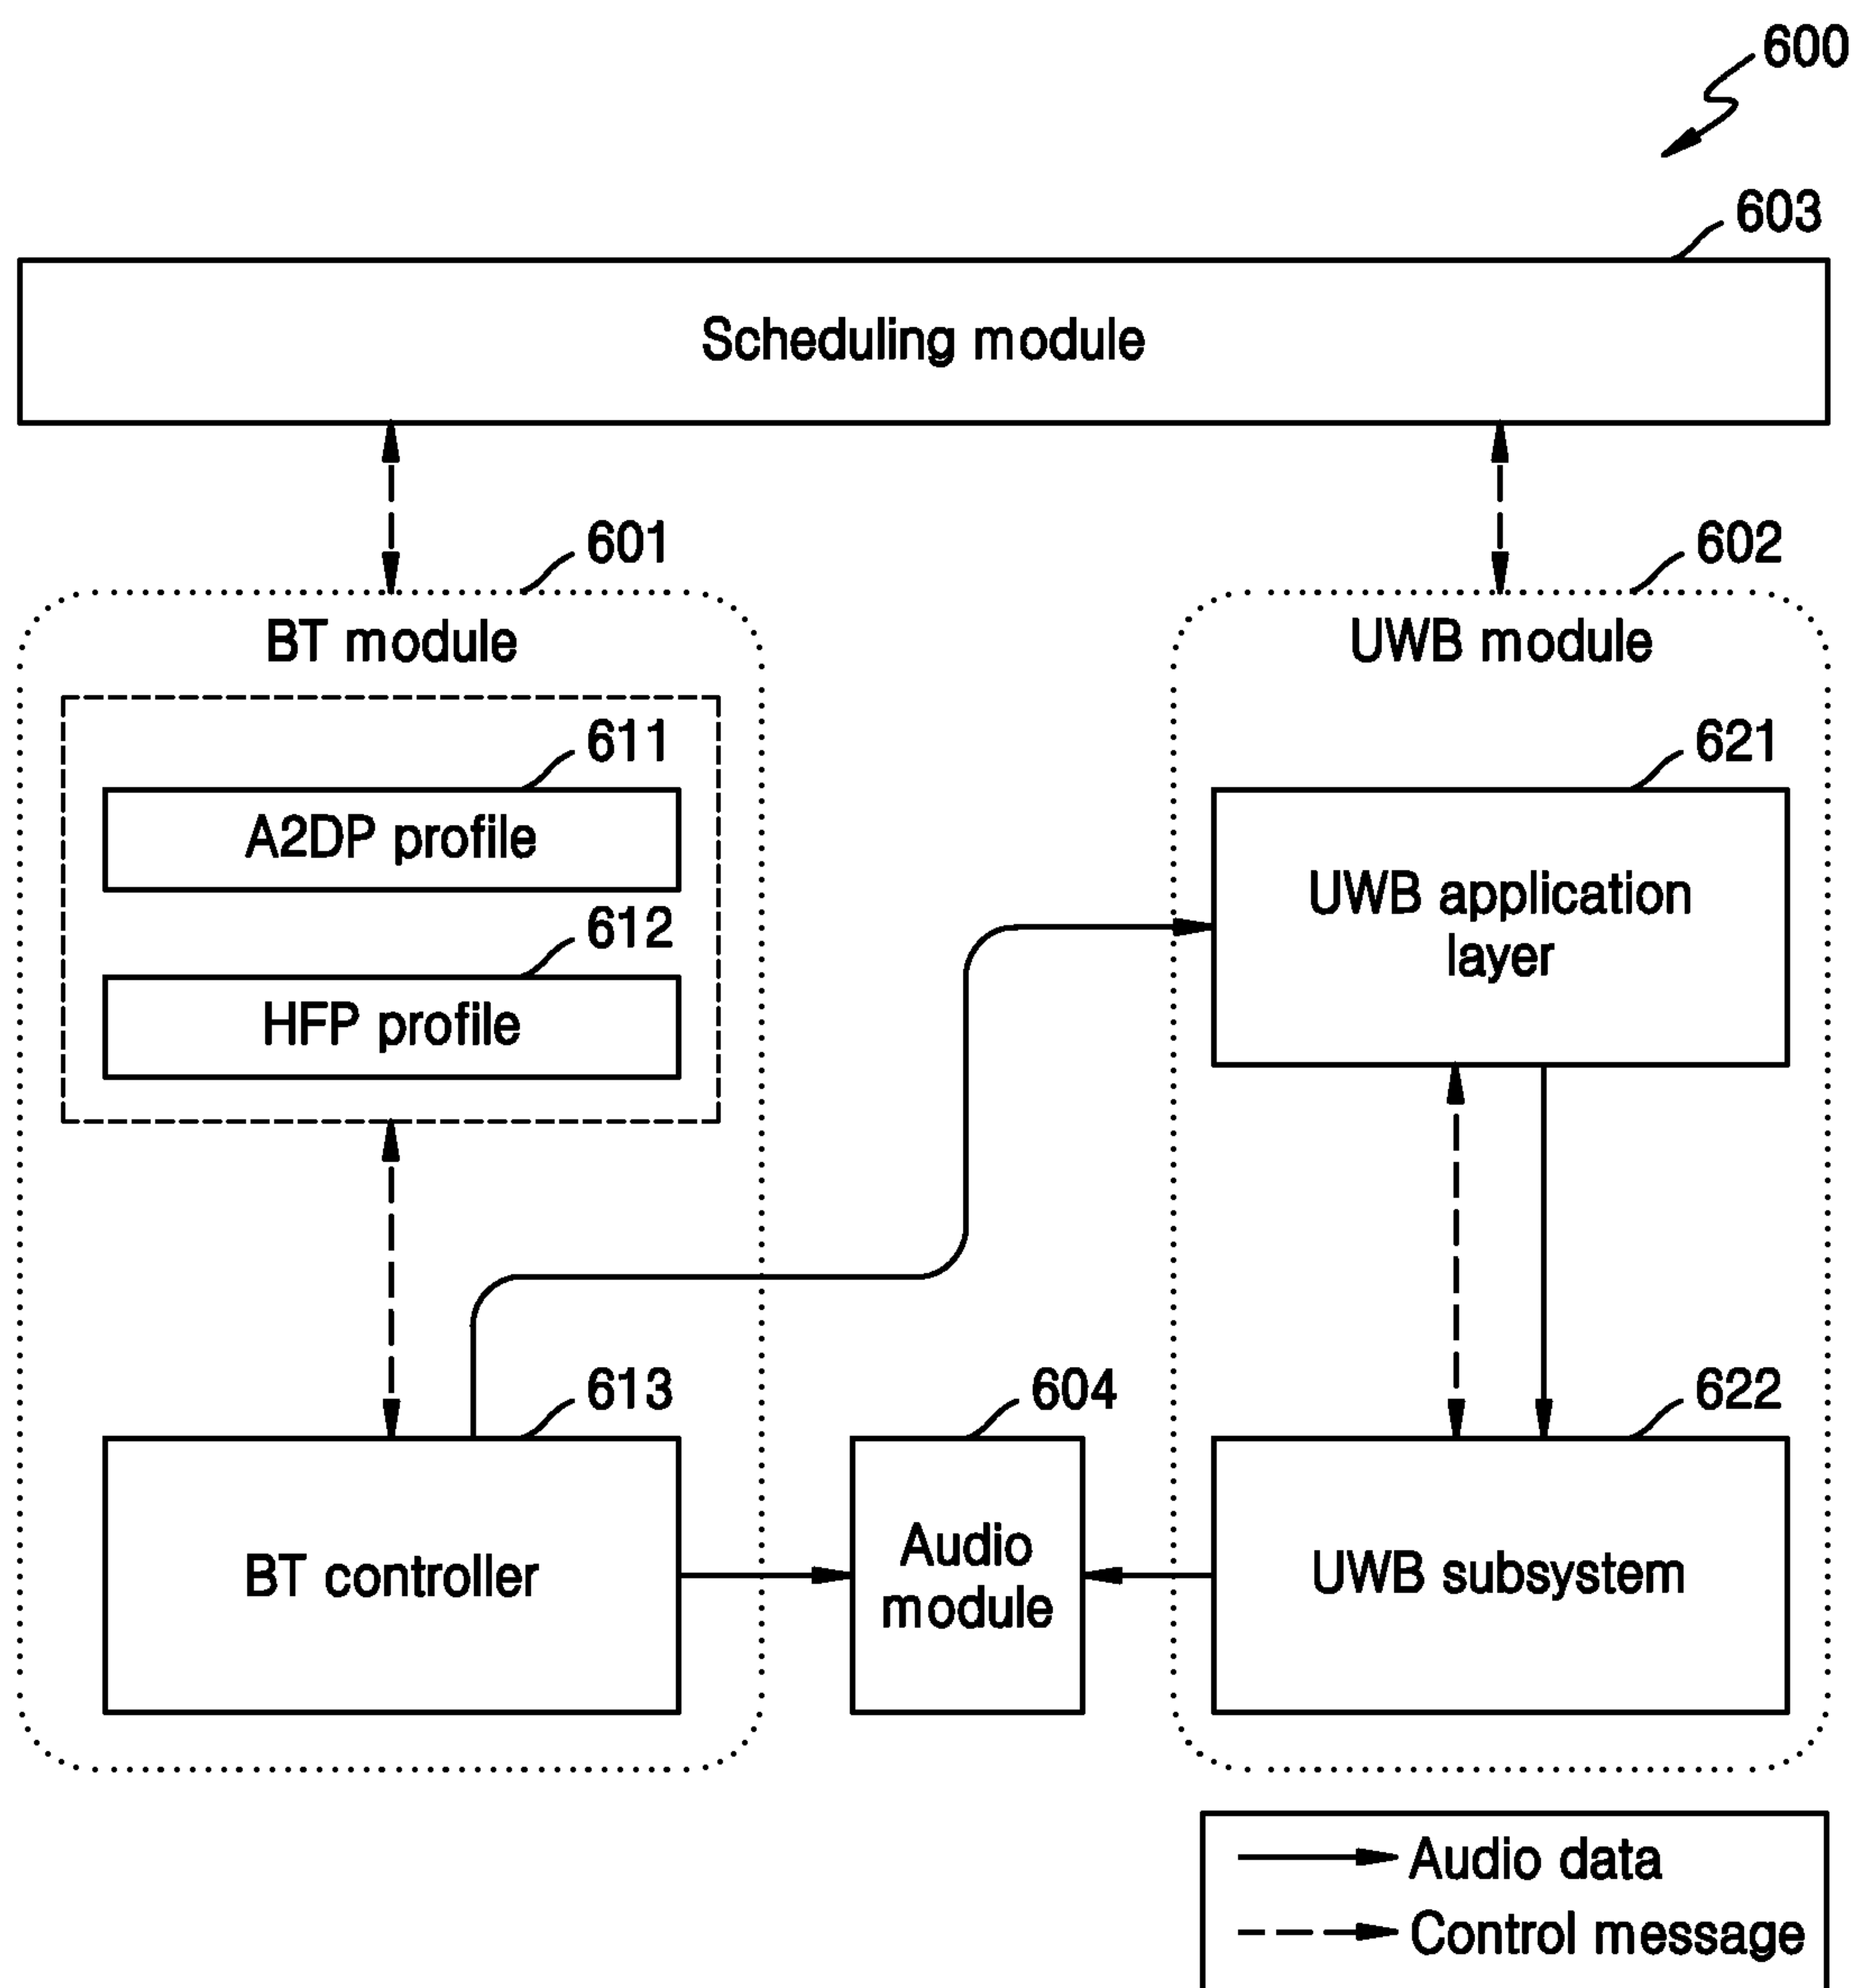 600
603
Scheduling module
601
602
BT module
UWB module
611
621
A2DP profile
UWB application
layer
612
HFP profile
613
604
622
BT controller
Audio
module
UWB subsystem
Audio data
Control message